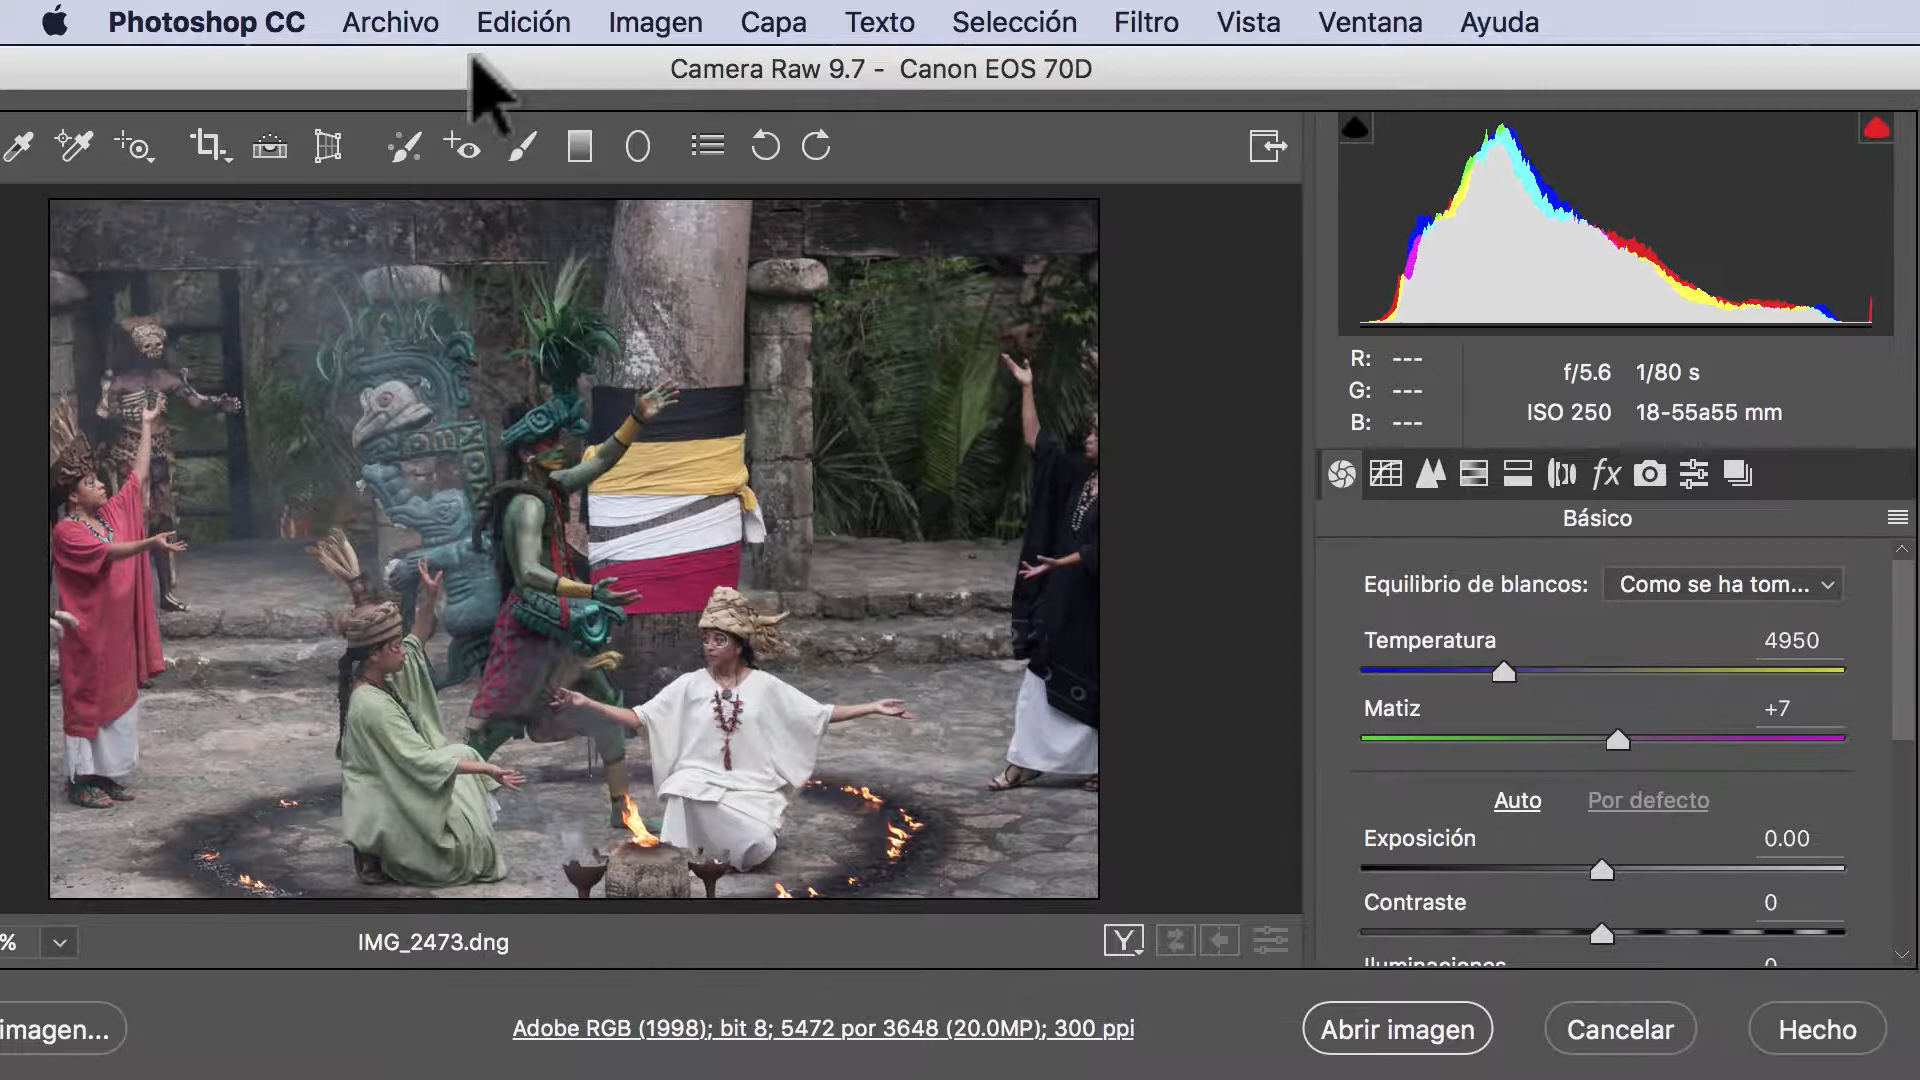 Photoshop CC Archivo Edición Imagen Capa Texto Selección Filtro Vista Ventana Ayuda
Camera Raw 9.7 - Canon EOS 70D
R: ---
G: ---
B: ---
f/5.6 1/80 s
ISO 250 18-55a55 mm
fx
Básico
Equilibrio de blancos: Como se ha tom...
Temperatura 4950
Matiz +7
Auto Por defecto
Exposición 0.00
Contraste 0
Iluminaciones 0
% IMG_2473.dng Y
imagen... Adobe RGB (1998); bit 8; 5472 por 3648 (20.0MP); 300 ppi Abrir imagen Cancelar Hecho